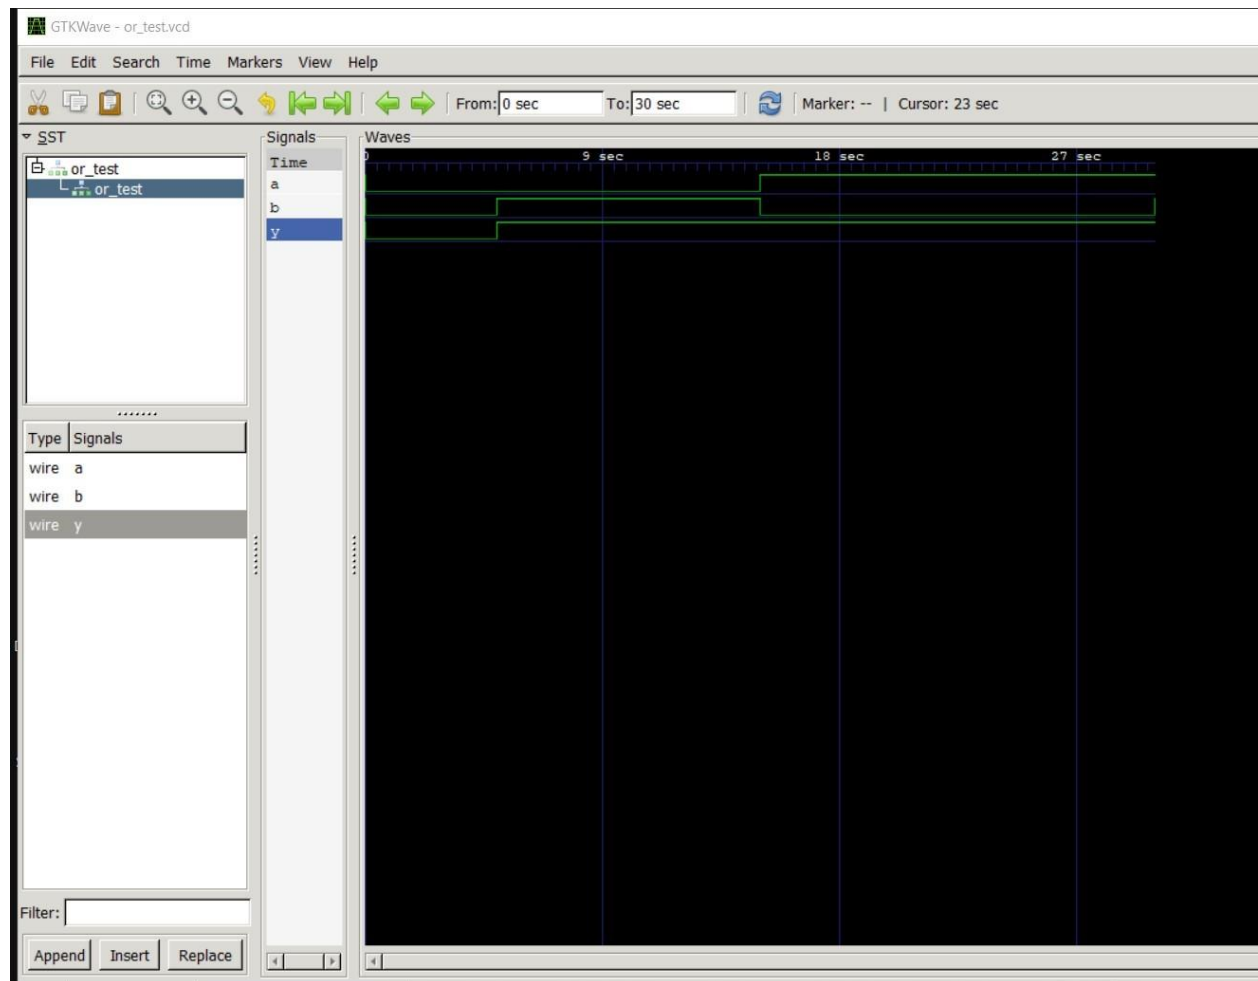 GTKWave - or_test.vcd
File Edit Search Time Markers View Help
From: 0 sec To: 30 sec Marker: -- | Cursor: 23 sec
SST
or_test
or_test
Type Signals
wire a
wire b
wire y
Filter:
Append Insert Replace
Signals
Time
a
b
y
Waves
0 9 sec 18 sec 27 sec